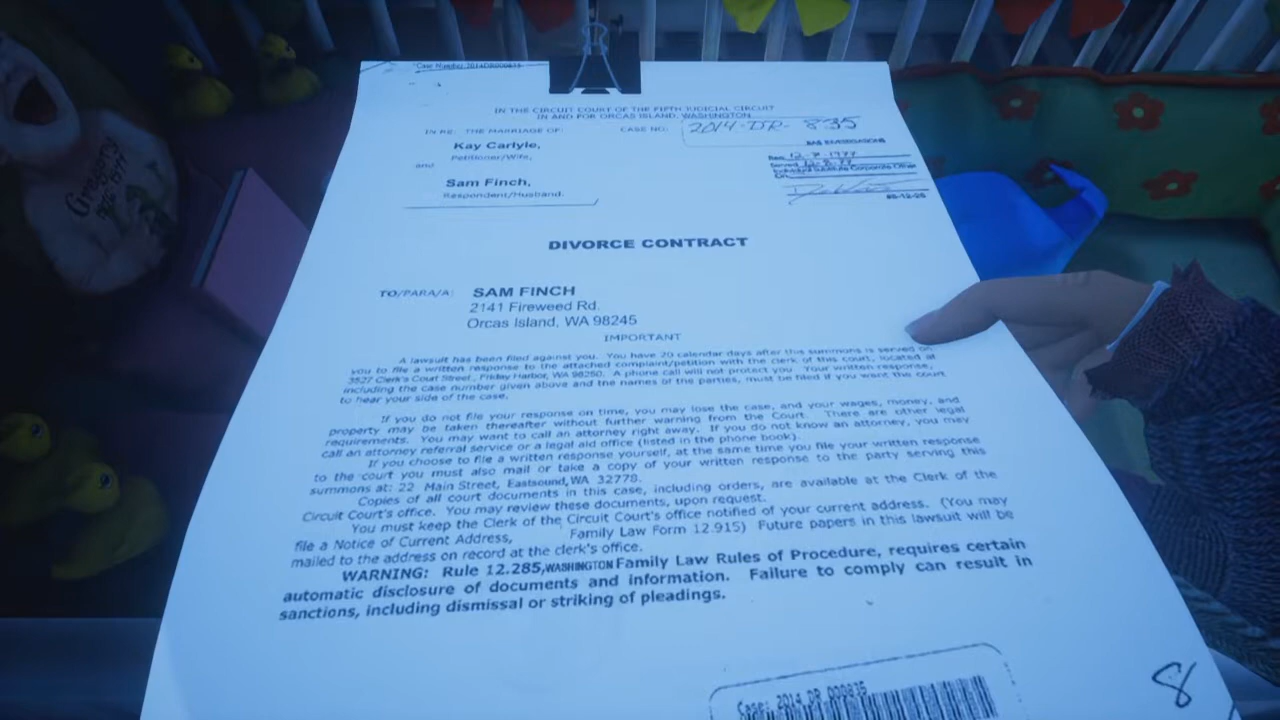 Case Number 2014DR000835
IN THE CIRCUIT COURT OF THE FIFTH JUDICIAL CIRCUIT
IN AND FOR ORCAS ISLAND, WASHINGTON
IN RE: THE MARRIAGE OF:
CASE NO: 2014-DR-835
Kay Carlyle,
Petitioner/Wife,
and
Sam Finch,
Respondent/Husband.
DIVORCE CONTRACT
TO/PARA/A: SAM FINCH
2141 Fireweed Rd.
Orcas Island, WA 98245
IMPORTANT
A lawsuit has been filed against you. You have 20 calendar days after this summons is served on
you to file a written response to the attached complaint/petition with the clerk of this court, located at
3527 Clerk's Court Street, Friday Harbor, WA 98250. A phone call will not protect you. Your written response,
including the case number given above and the names of the parties, must be filed if you want the court
to hear your side of the case.
If you do not file your response on time, you may lose the case, and your wages, money, and
property may be taken thereafter without further warning from the Court. There are other legal
requirements. You may want to call an attorney right away. If you do not know an attorney, you may
call an attorney referral service or a legal aid office (listed in the phone book).
If you choose to file a written response yourself, at the same time you file your written response
to the court you must also mail or take a copy of your written response to the party serving this
summons at: 22 Main Street, Eastsound, WA 32778.
Copies of all court documents in this case, including orders, are available at the Clerk of the
Circuit Court's office. You may review these documents, upon request.
You must keep the Clerk of the Circuit Court's office notified of your current address. (You may
file a Notice of Current Address, Family Law Form 12.915) Future papers in this lawsuit will be
mailed to the address on record at the clerk's office.
WARNING: Rule 12.285, WASHINGTON Family Law Rules of Procedure, requires certain
automatic disclosure of documents and information. Failure to comply can result in
sanctions, including dismissal or striking of pleadings.
Case: 2014 DR 000835
8